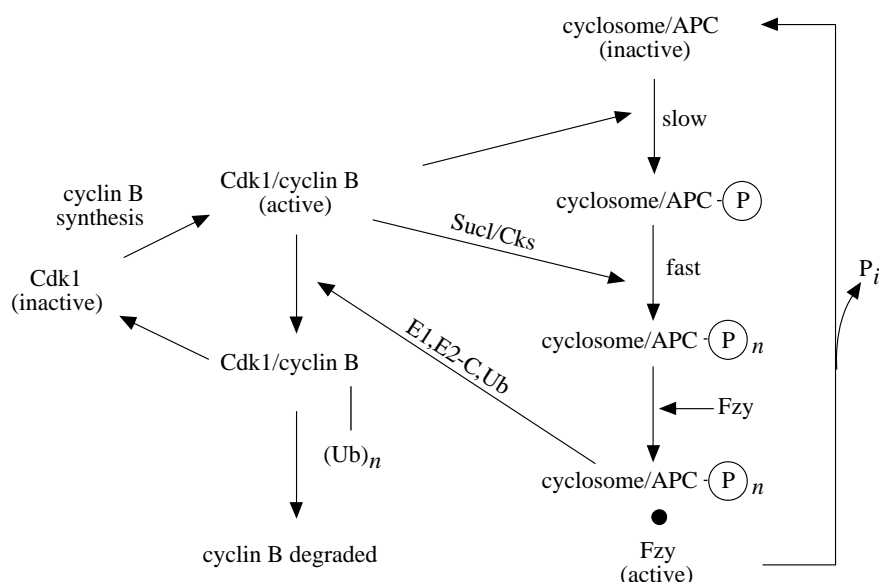 cyclosome/APC
(inactive)
slow
cyclin B
synthesis
Cdk1/cyclin B
(active)
cyclosome/APC - P
Sucl/Cks
fast
Cdk1
(inactive)
Pi
cyclosome/APC - P n
Cdk1/cyclin B
E1,E2-C,Ub
Fzy
(Ub)n
cyclosome/APC - P n
cyclin B degraded
Fzy
(active)